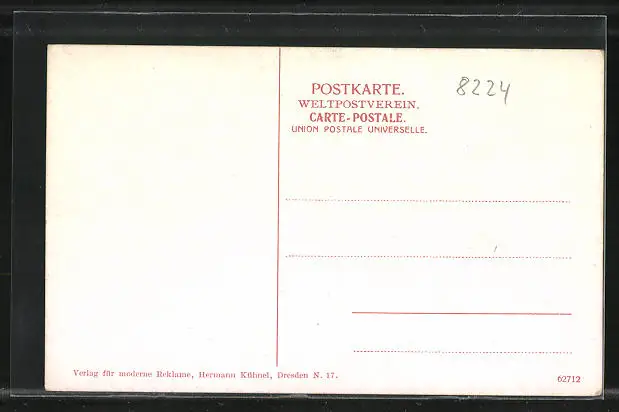 POSTKARTE.
WELTPOSTVEREIN.
CARTE-POSTALE.
UNION POSTALE UNIVERSELLE.
8224
Verlag für moderne Reklame, Hermann Kühnel, Dresden N. 17.
62712